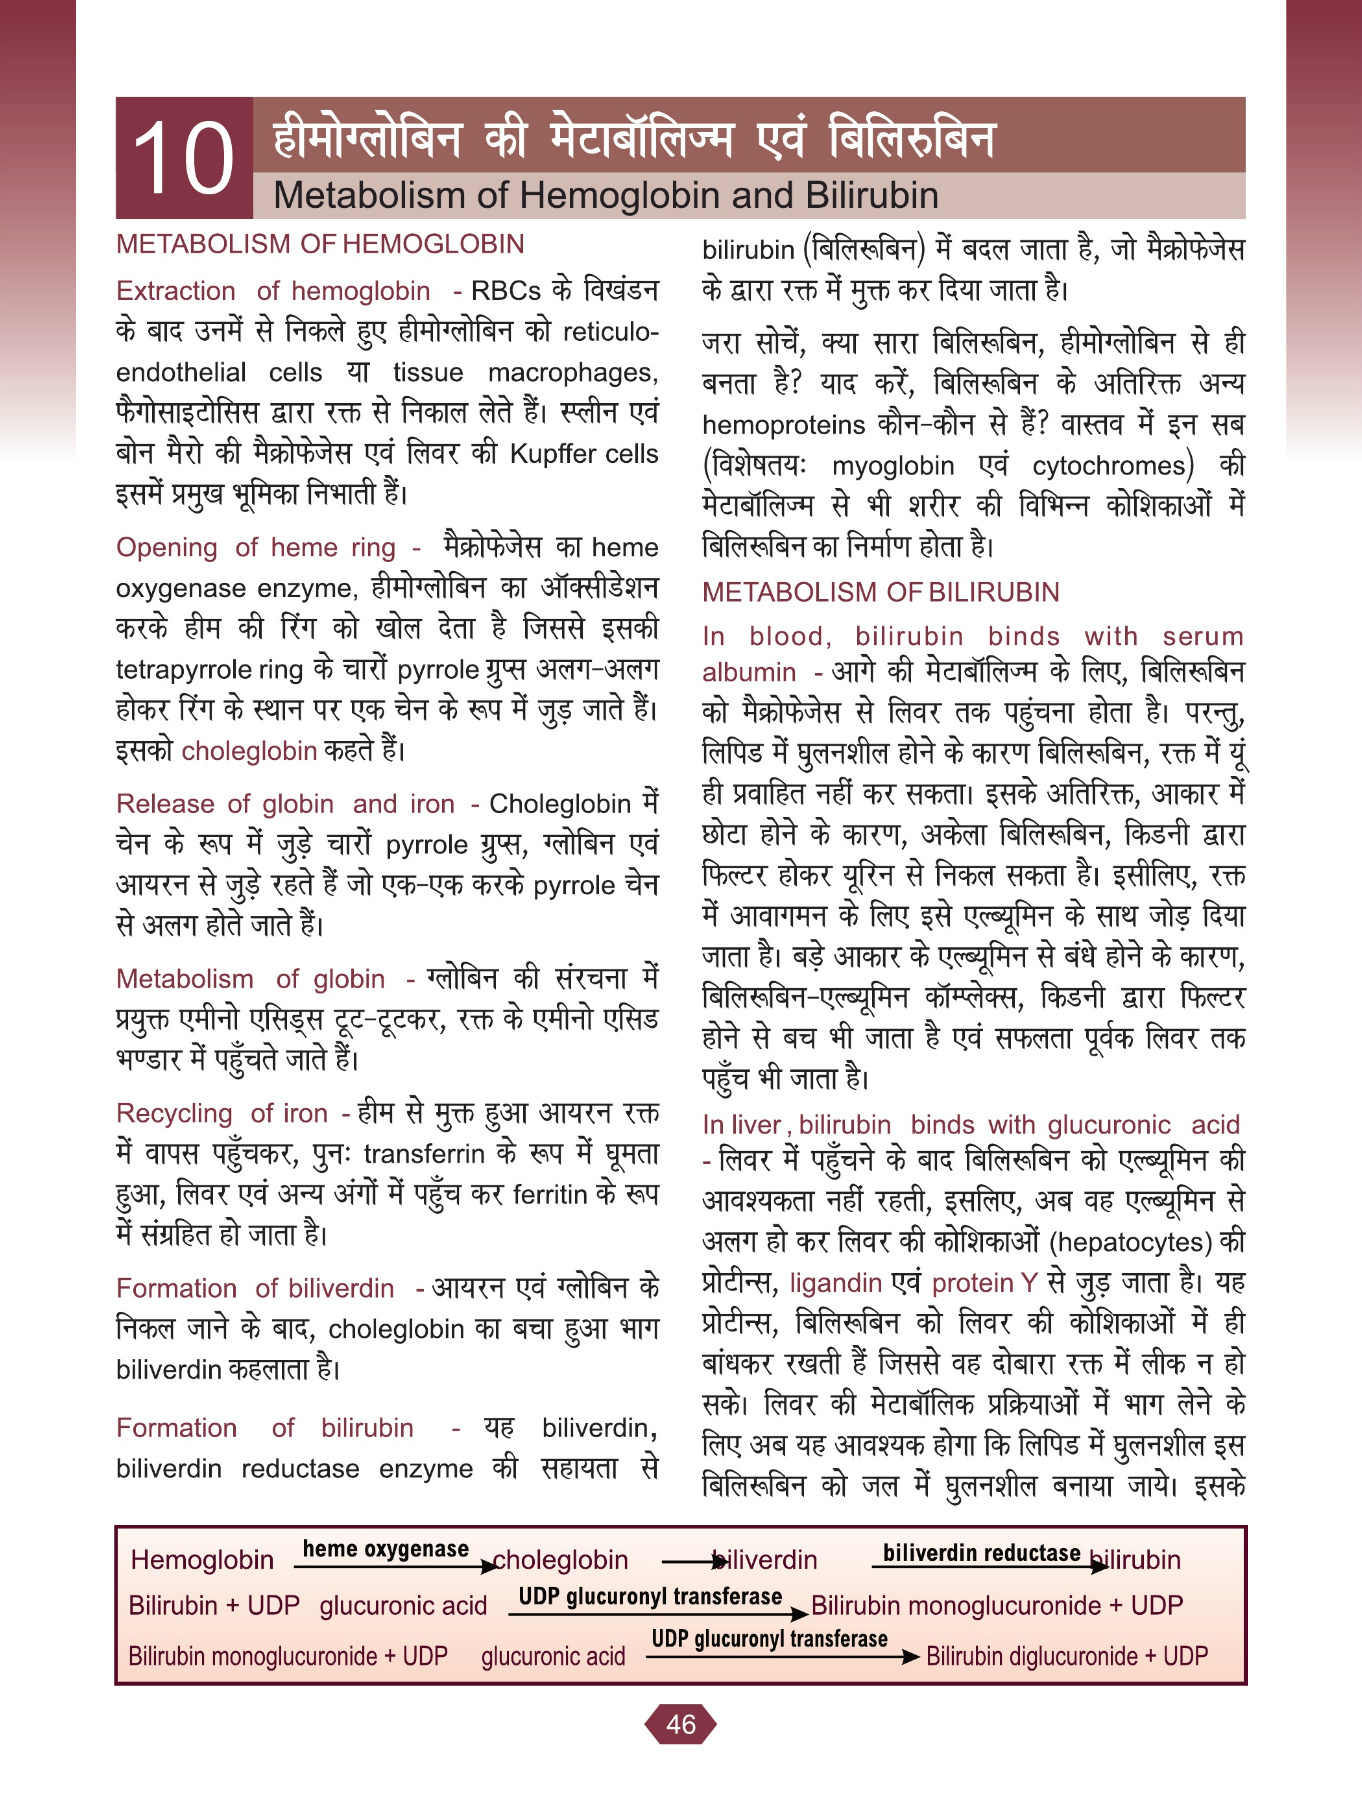 10
हीमोग्लोबिन की मेटाबॉलिज्म एवं बिलिरुबिन
Metabolism of Hemoglobin and Bilirubin
METABOLISM OF HEMOGLOBIN
Extraction of hemoglobin - RBCs के विखंडन
के बाद उनमें से निकले हुए हीमोग्लोबिन को reticulo-
endothelial cells या tissue macrophages,
फैगोसाइटोसिस द्वारा रक्त से निकाल लेते हैं। स्प्लीन एवं
बोन मैरो की मैक्रोफेजेस एवं लिवर की Kupffer cells
इसमें प्रमुख भूमिका निभाती हैं।
Opening of heme ring - मैक्रोफेजेस का heme
oxygenase enzyme, हीमोग्लोबिन का ऑक्सीडेशन
करके हीम की रिंग को खोल देता है जिससे इसकी
tetrapyrrole ring के चारों pyrrole ग्रुप्स अलग-अलग
होकर रिंग के स्थान पर एक चेन के रूप में जुड़ जाते हैं।
इसको choleglobin कहते हैं।
Release of globin and iron - Choleglobin में
चेन के रूप में जुड़े चारों pyrrole ग्रुप्स, ग्लोबिन एवं
आयरन से जुड़े रहते हैं जो एक-एक करके pyrrole चेन
से अलग होते जाते हैं।
Metabolism of globin - ग्लोबिन की संरचना में
प्रयुक्त एमीनो एसिड्स टूट-टूटकर, रक्त के एमीनो एसिड
भण्डार में पहुँचते जाते हैं।
Recycling of iron - हीम से मुक्त हुआ आयरन रक्त
में वापस पहुँचकर, पुनः transferrin के रूप में घूमता
हुआ, लिवर एवं अन्य अंगों में पहुँच कर ferritin के रूप
में संग्रहित हो जाता है।
Formation of biliverdin - आयरन एवं ग्लोबिन के
निकल जाने के बाद, choleglobin का बचा हुआ भाग
biliverdin कहलाता है।
Formation of bilirubin - यह biliverdin,
biliverdin reductase enzyme की सहायता से
bilirubin (बिलिरूबिन) में बदल जाता है, जो मैक्रोफेजेस
के द्वारा रक्त में मुक्त कर दिया जाता है।
जरा सोचें, क्या सारा बिलिरूबिन, हीमोग्लोबिन से ही
बनता है? याद करें, बिलिरूबिन के अतिरिक्त अन्य
hemoproteins कौन-कौन से हैं? वास्तव में इन सब
(विशेषतयः myoglobin एवं cytochromes) की
मेटाबॉलिज्म से भी शरीर की विभिन्न कोशिकाओं में
बिलिरूबिन का निर्माण होता है।
METABOLISM OF BILIRUBIN
In blood, bilirubin binds with serum
albumin - आगे की मेटाबॉलिज्म के लिए, बिलिरूबिन
को मैक्रोफेजेस से लिवर तक पहुंचना होता है। परन्तु,
लिपिड में घुलनशील होने के कारण बिलिरूबिन, रक्त में यूं
ही प्रवाहित नहीं कर सकता। इसके अतिरिक्त, आकार में
छोटा होने के कारण, अकेला बिलिरूबिन, किडनी द्वारा
फिल्टर होकर यूरिन से निकल सकता है। इसीलिए, रक्त
में आवागमन के लिए इसे एल्ब्यूमिन के साथ जोड़ दिया
जाता है। बड़े आकार के एल्ब्यूमिन से बंधे होने के कारण,
बिलिरूबिन-एल्ब्यूमिन कॉम्प्लेक्स, किडनी द्वारा फिल्टर
होने से बच भी जाता है एवं सफलता पूर्वक लिवर तक
पहुँच भी जाता है।
In liver, bilirubin binds with glucuronic acid
- लिवर में पहुँचने के बाद बिलिरूबिन को एल्ब्यूमिन की
आवश्यकता नहीं रहती, इसलिए, अब वह एल्ब्यूमिन से
अलग हो कर लिवर की कोशिकाओं (hepatocytes) की
प्रोटीन्स, ligandin एवं protein Y से जुड़ जाता है। यह
प्रोटीन्स, बिलिरूबिन को लिवर की कोशिकाओं में ही
बांधकर रखती हैं जिससे वह दोबारा रक्त में लीक न हो
सके। लिवर की मेटाबॉलिक प्रक्रियाओं में भाग लेने के
लिए अब यह आवश्यक होगा कि लिपिड में घुलनशील इस
बिलिरूबिन को जल में घुलनशील बनाया जाये। इसके
Hemoglobin heme oxygenase choleglobin biliverdin biliverdin reductase bilirubin
Bilirubin + UDP glucuronic acid UDP glucuronyl transferase Bilirubin monoglucuronide + UDP
Bilirubin monoglucuronide + UDP glucuronic acid UDP glucuronyl transferase Bilirubin diglucuronide + UDP
46